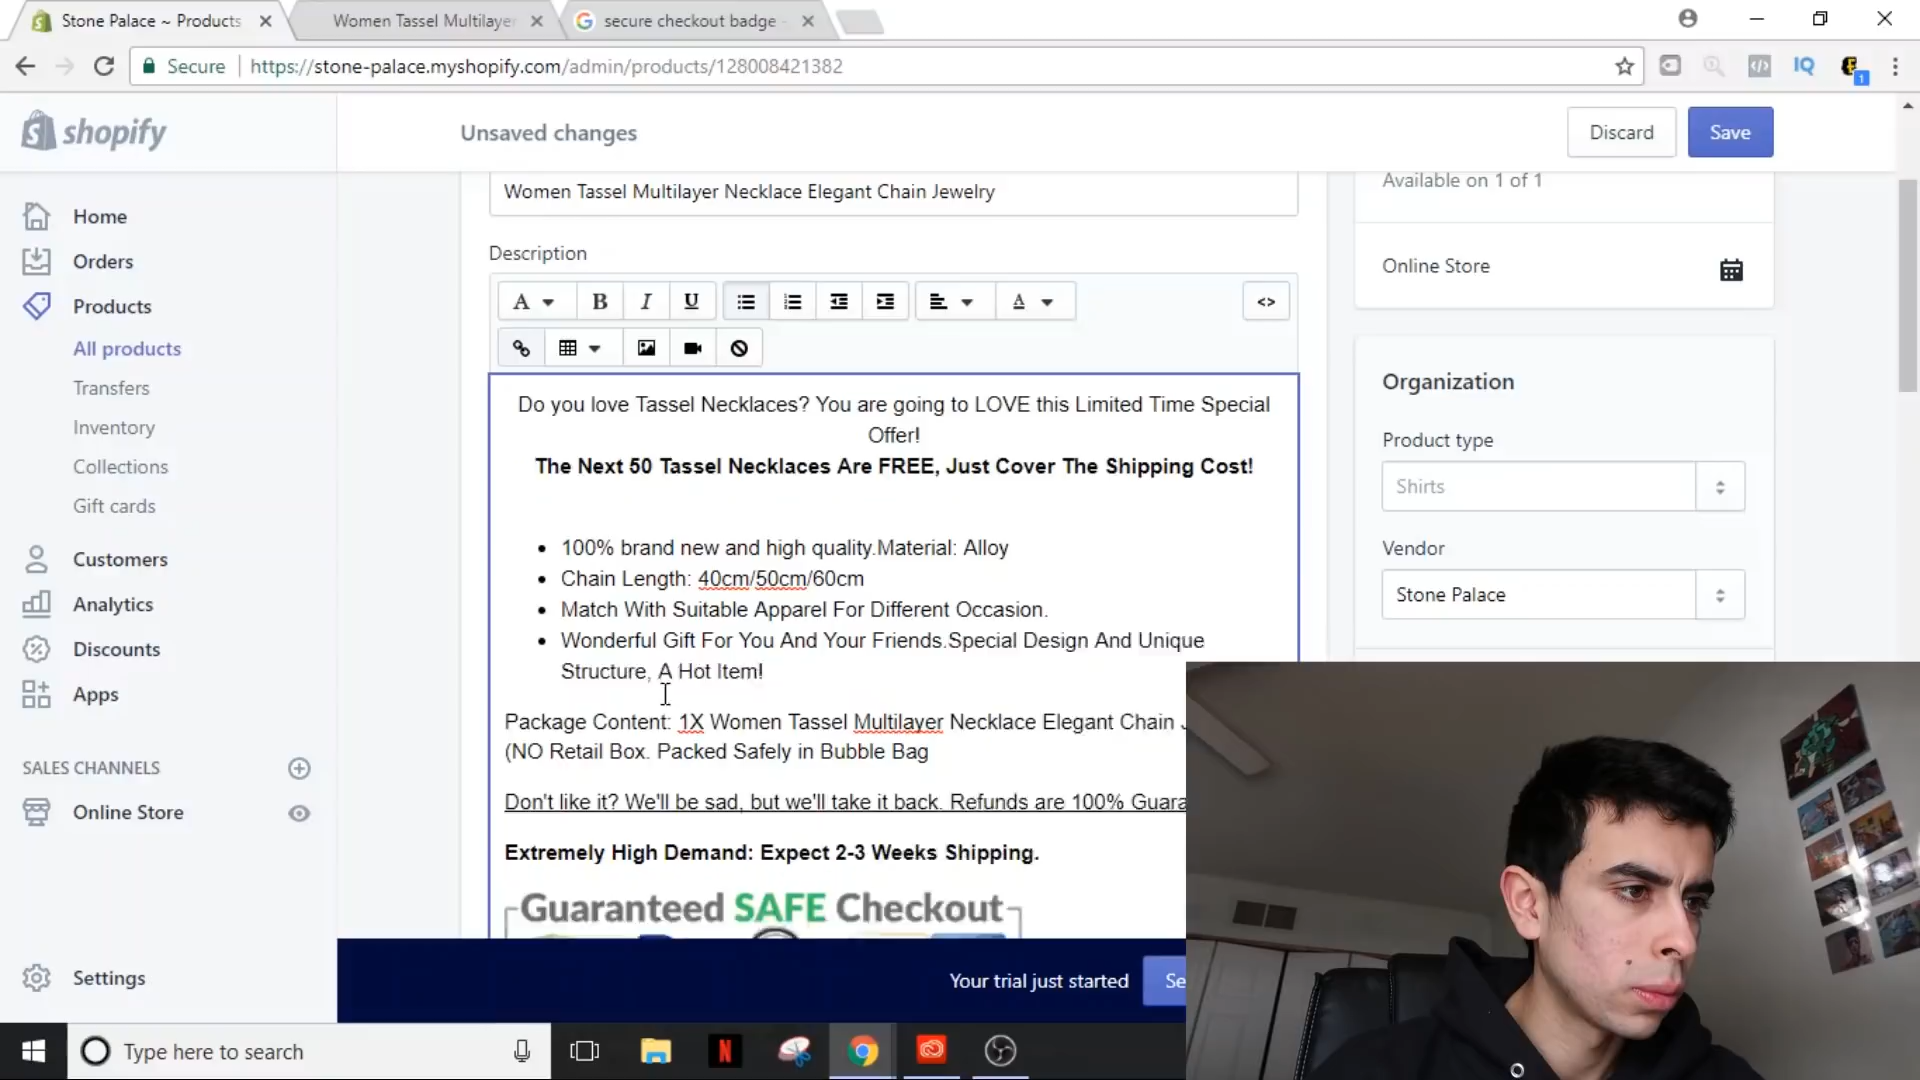 Stone Palace ~ Products
Women Tassel Multilayer
secure checkout badge -
Secure
https://stone-palace.myshopify.com/admin/products/128008421382
IQ
1
shopify
Unsaved changes
Discard
Save
Home
Orders
Products
All products
Transfers
Inventory
Collections
Gift cards
Customers
Analytics
Discounts
Apps
SALES CHANNELS
Online Store
Settings
Women Tassel Multilayer Necklace Elegant Chain Jewelry
Description
A
B
I
U
A
<>
Do you love Tassel Necklaces? You are going to LOVE this Limited Time Special
Offer!
The Next 50 Tassel Necklaces Are FREE, Just Cover The Shipping Cost!
100% brand new and high quality.Material: Alloy
Chain Length: 40cm/50cm/60cm
Match With Suitable Apparel For Different Occasion.
Wonderful Gift For You And Your Friends.Special Design And Unique
Structure, A Hot Item!
Package Content: 1X Women Tassel Multilayer Necklace Elegant Chain
(NO Retail Box. Packed Safely in Bubble Bag
Don't like it? We'll be sad, but we'll take it back. Refunds are 100% Guara
Extremely High Demand: Expect 2-3 Weeks Shipping.
Guaranteed SAFE Checkout
Available on 1 of 1
Online Store
Organization
Product type
Shirts
Vendor
Stone Palace
Your trial just started
Se
Type here to search
N